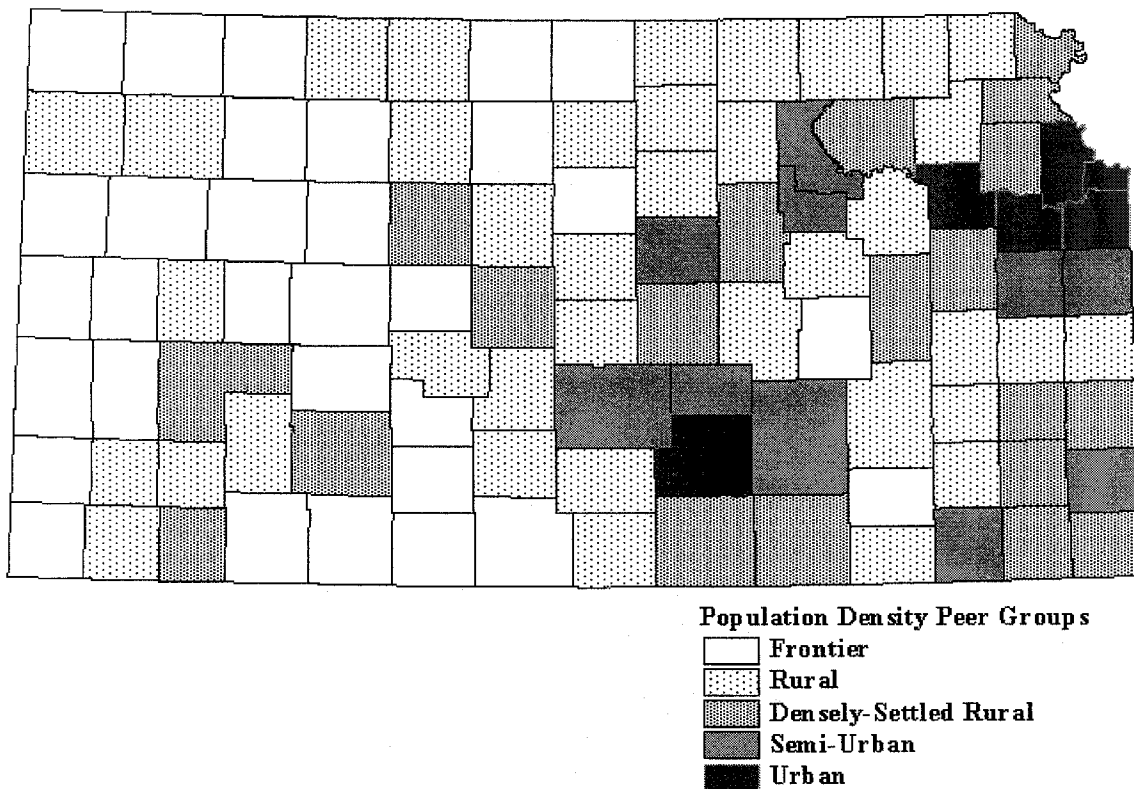 Population Density Peer Groups
Frontier
Rural
Densely-Settled Rural
Semi-Urban
Urban